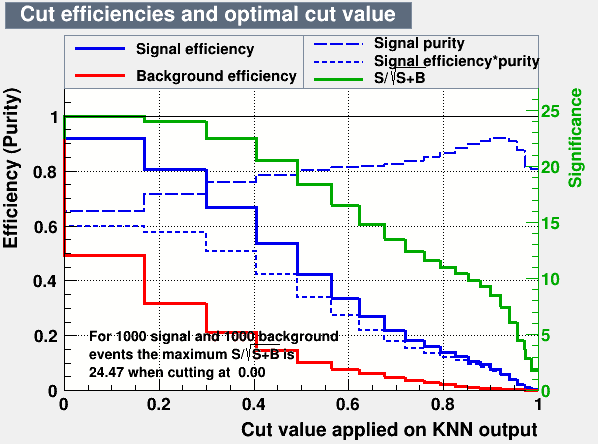 Cut efficiencies and optimal cut value
Signal efficiency
Background efficiency
Signal purity
Signal efficiency*purity
S/√S+B
Efficiency (Purity)
1
0.8
0.6
0.4
0.2
0
25
20
15
10
5
0
Significance
For 1000 signal and 1000 background
events the maximum S/√S+B is
24.47 when cutting at 0.00
0 0.2 0.4 0.6 0.8 1
Cut value applied on KNN output